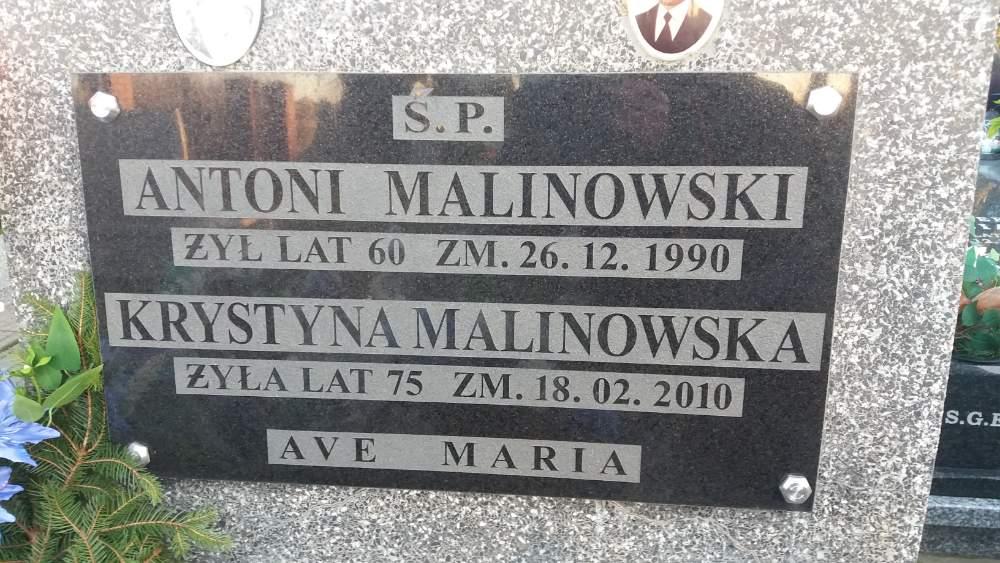 Ś.P.
ANTONI MALINOWSKI
ŻYŁ LAT 60 ZM. 26. 12. 1990
KRYSTYNA MALINOWSKA
ŻYŁA LAT 75 ZM. 18. 02. 2010
AVE MARIA